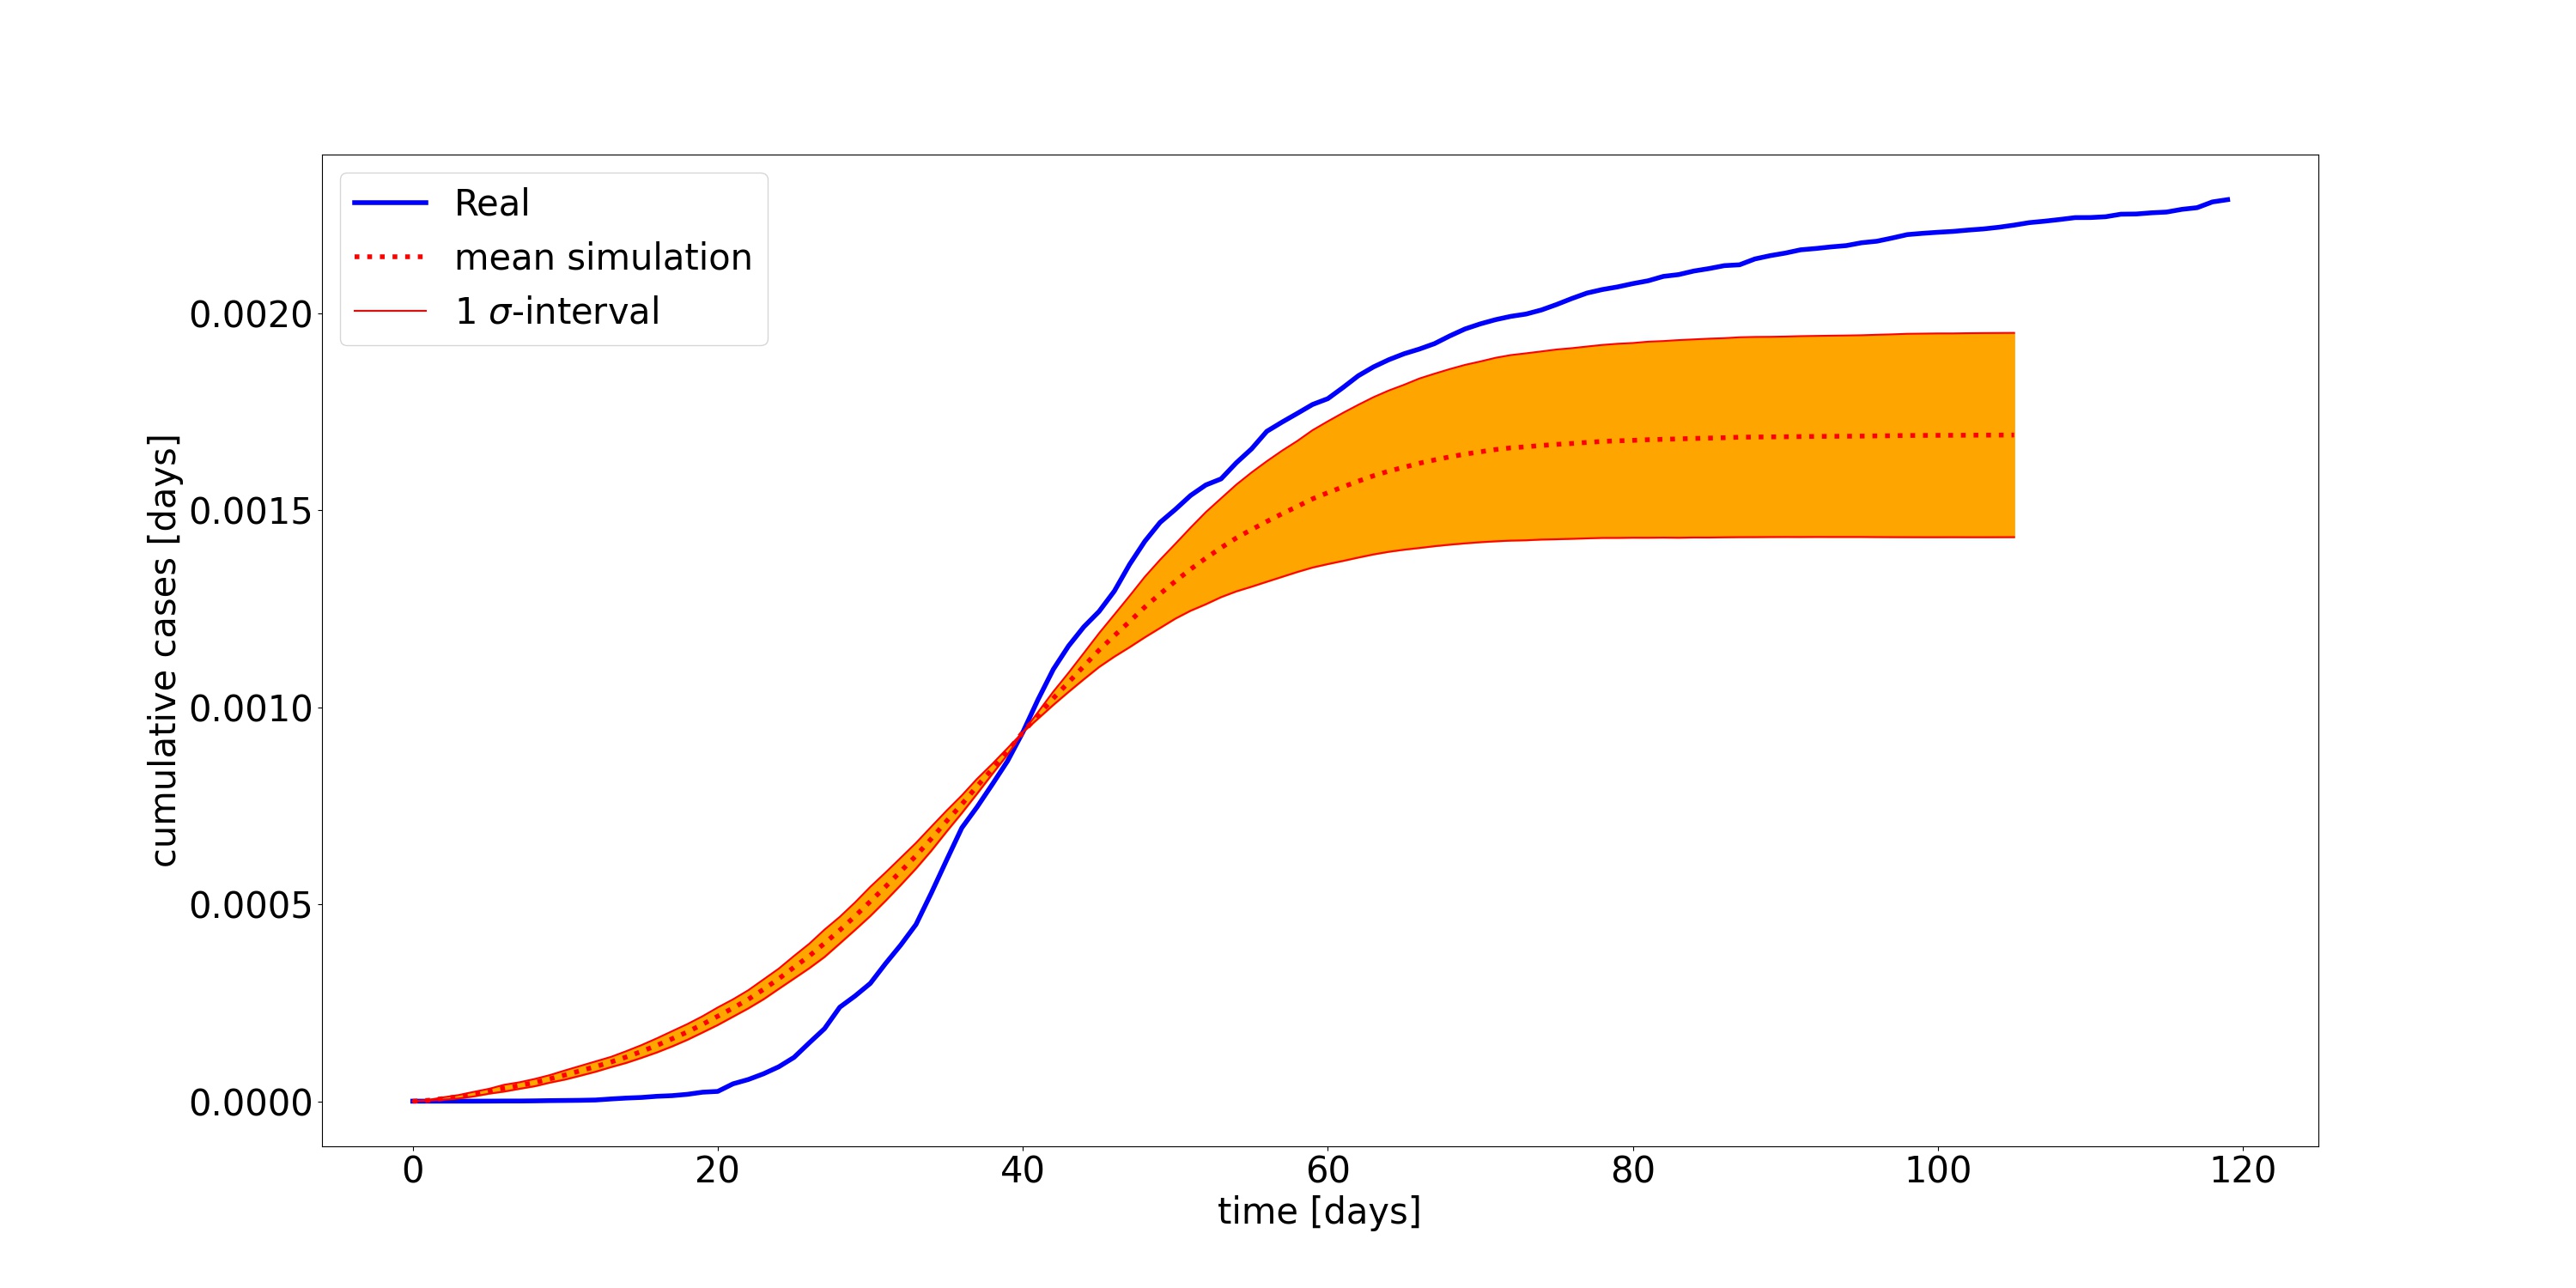 Real
mean simulation
1 σ-interval
cumulative cases [days]
0.0020
0.0015
0.0010
0.0005
0.0000
0 20 40 60 80 100 120
time [days]